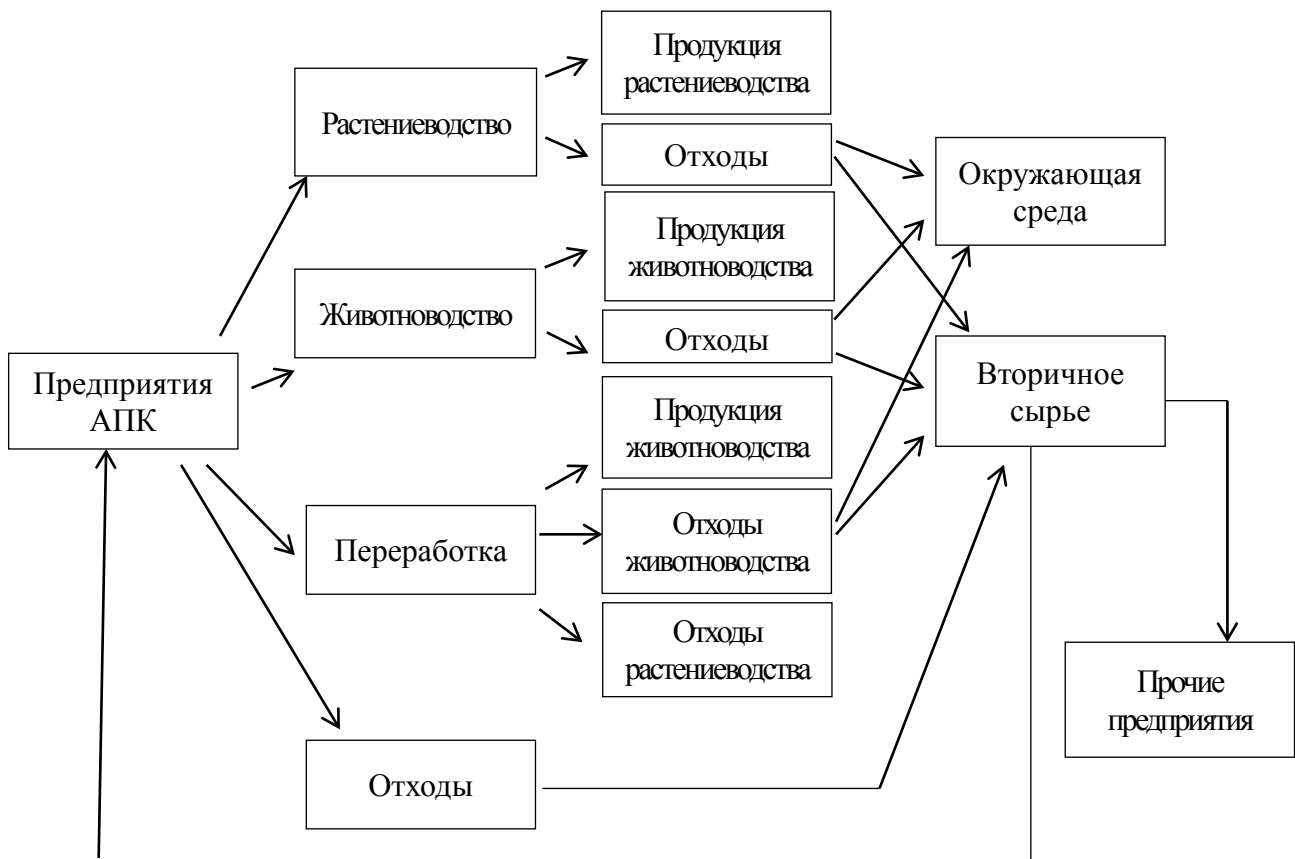 Предприятия
АПК
Растениеводство
Животноводство
Переработка
Отходы
Продукция
растениеводства
Отходы
Продукция
животноводства
Отходы
Продукция
животноводства
Отходы
животноводства
Отходы
растениеводства
Окружающая
среда
Вторичное
сырье
Прочие
предприятия